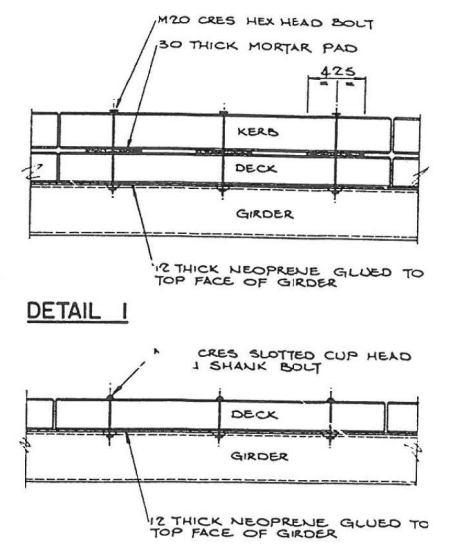 M20 CRES HEX HEAD BOLT
30 THICK MORTAR PAD
425
= =
KERB
DECK
GIRDER
12 THICK NEOPRENE GLUED TO
TOP FACE OF GIRDER
DETAIL 1
CRES SLOTTED CUP HEAD
SHANK BOLT
DECK
GIRDER
12 THICK NEOPRENE GLUED TO
TOP FACE OF GIRDER